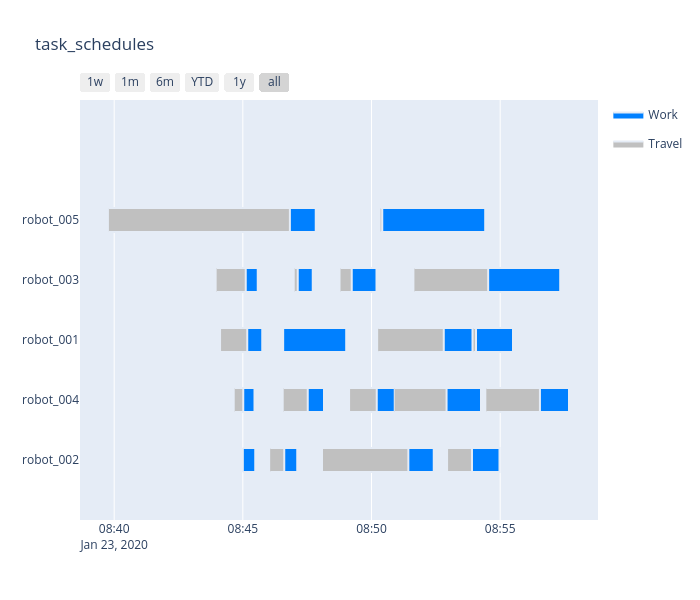 task_schedules
1w 1m 6m YTD 1y all
Work
Travel
robot_005
robot_003
robot_001
robot_004
robot_002
08:40 08:45 08:50 08:55
Jan 23, 2020